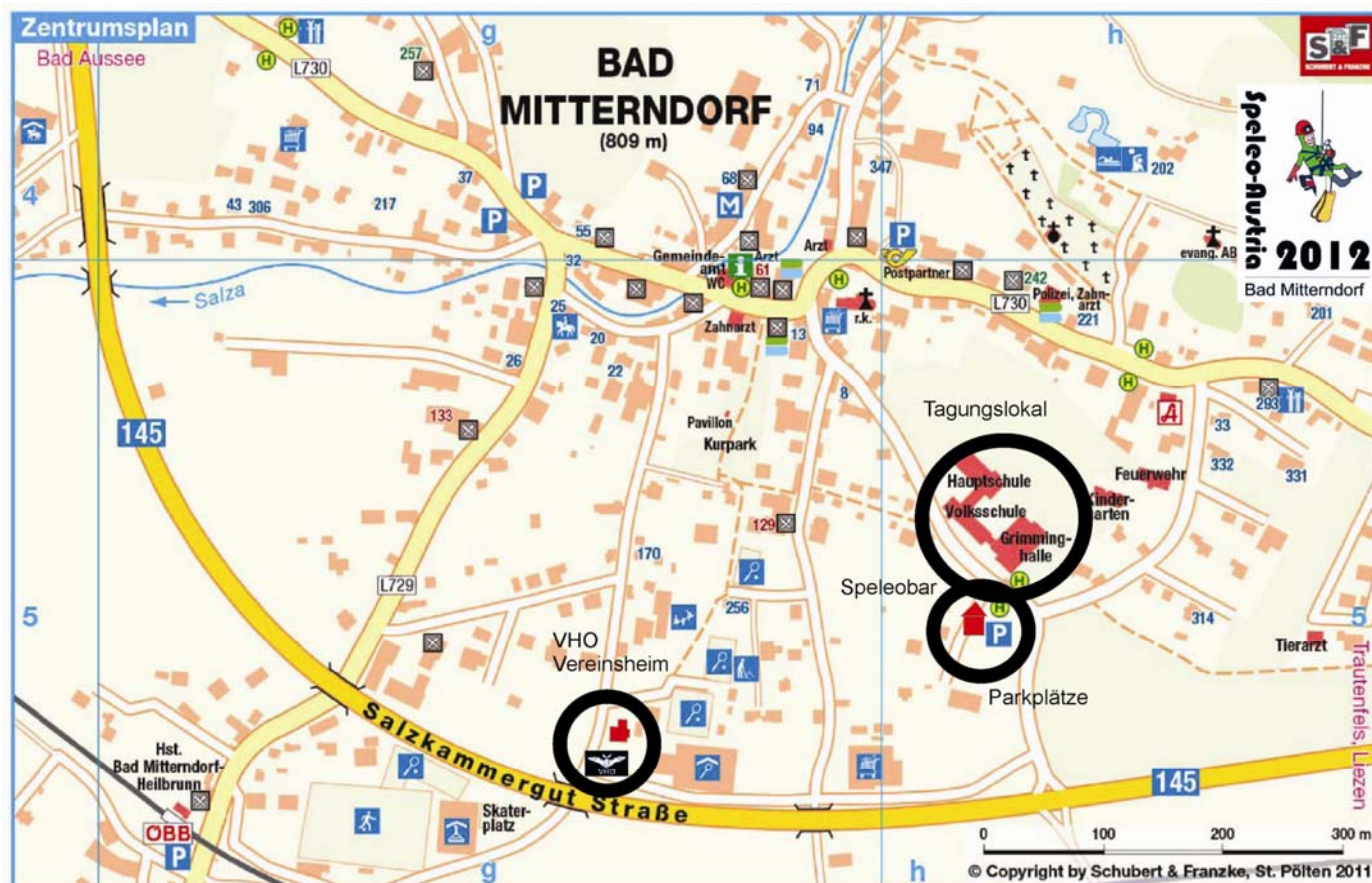 Zentrumsplan
Bad Aussee
g
h
S&F
SCHUBERT & FRANZKE
H
H
L730
257
BAD
MITTERNDORF
(809 m)
71
94
Speleo-Austria
2012
Bad Mitterndorf
4
37
43
306
217
P
P
68
M
347
202
55
32
Gemeinde-
amt
WC
i
Arzt
61
H
Arzt
P
Postpartner
242
L730
Polizei, Zahn-
arzt
221
evang. AB
201
Salza
25
20
22
26
Zahnarzt
13
H
r.k.
8
H
H
293
33
332
331
133
145
Pavillon
Kurpark
Tagungslokal
Hauptschule
Volksschule
Grimming-
halle
Feuerwehr
Kinder-
garten
129
170
256
L729
H
Speleobar
H
P
Parkplätze
314
5
5
Tierarzt
Trautenfels, Liezen
VHO
Vereinsheim
VHO
Salzkammergut Straße
145
Hst.
Bad Mitterndorf-
Heilbrunn
ÖBB
P
Skater-
platz
g
h
0
100
200
300 m
© Copyright by Schubert & Franzke, St. Pölten 2011